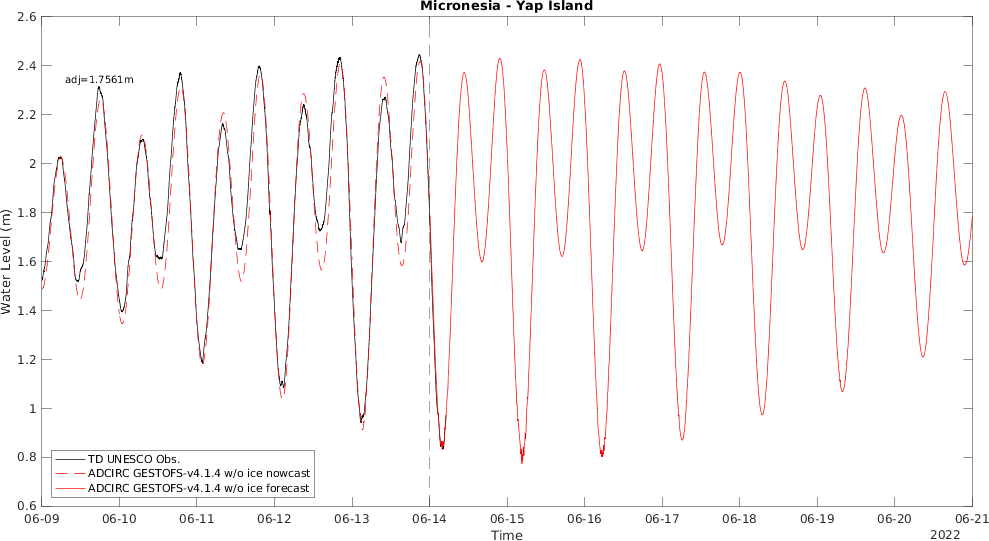 Micronesia - Yap Island
2.6
2.4
2.2
2
1.8
1.6
1.4
1.2
1
0.8
0.6
Water Level (m)
adj=1.7561m
TD UNESCO Obs.
ADCIRC GESTOFS-v4.1.4 w/o ice nowcast
ADCIRC GESTOFS-v4.1.4 w/o ice forecast
06-09 06-10 06-11 06-12 06-13 06-14 06-15 06-16 06-17 06-18 06-19 06-20 06-21
Time
2022